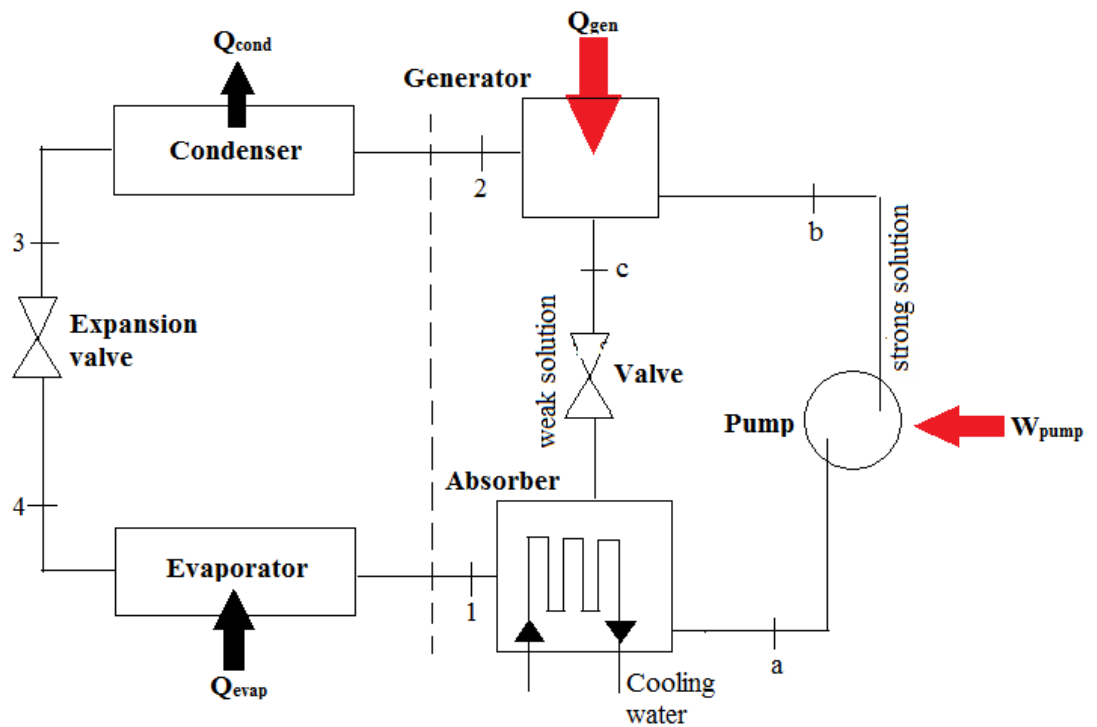 Qgen
Qcond
Generator
Condenser
2
b
3
c
strong solution
Expansion
valve
weak solution
Valve
Pump
Wpump
Absorber
4
Evaporator
1
a
Qevap
Cooling
water